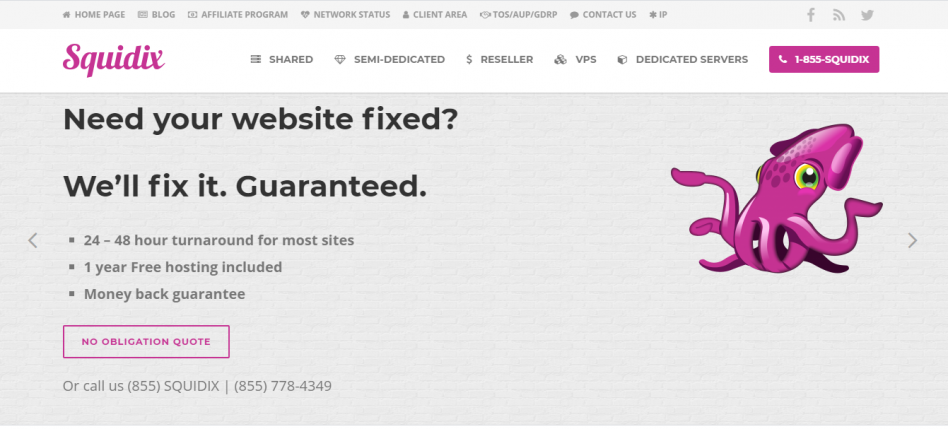 HOME PAGE BLOG AFFILIATE PROGRAM NETWORK STATUS CLIENT AREA TOS/AUP/GDRP CONTACT US IP
Squidix SHARED SEMI-DEDICATED RESELLER VPS DEDICATED SERVERS 1-855-SQUIDIX
Need your website fixed?
We’ll fix it. Guaranteed.
24 – 48 hour turnaround for most sites
1 year Free hosting included
Money back guarantee
NO OBLIGATION QUOTE
Or call us (855) SQUIDIX | (855) 778-4349